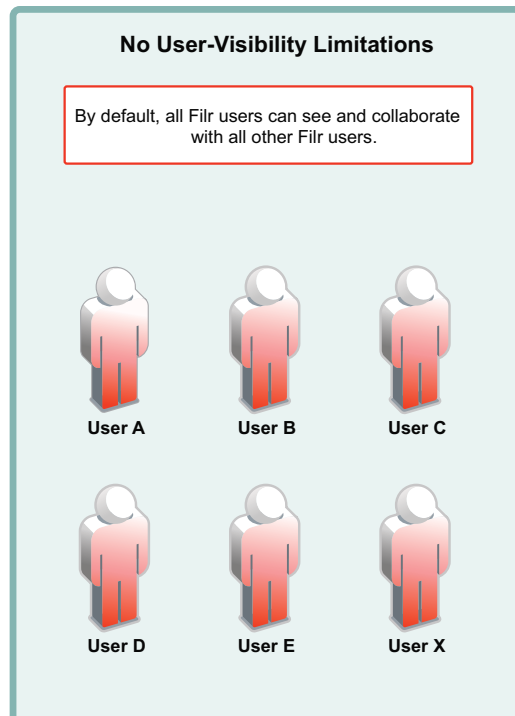 No User-Visibility Limitations
By default, all Filr users can see and collaborate
with all other Filr users.
User A
User B
User C
User D
User E
User X